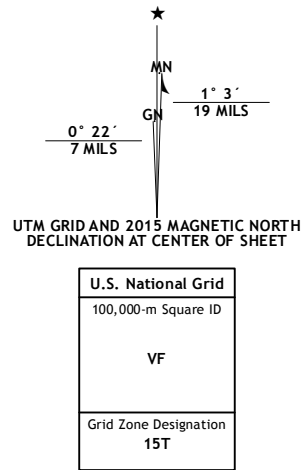 ★
MN
GN
1° 3´
19 MILS
0° 22´
7 MILS
UTM GRID AND 2015 MAGNETIC NORTH
DECLINATION AT CENTER OF SHEET
U.S. National Grid
100,000-m Square ID
VF
Grid Zone Designation
15T